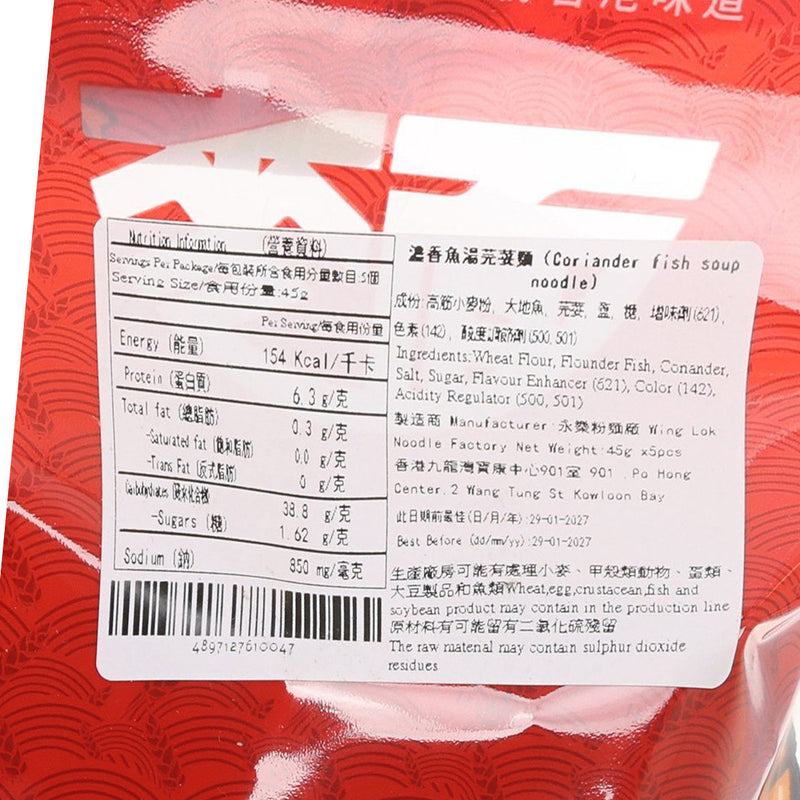 香港味道
Nutrition Information (營養資料)
Servings Per Package/每包裝所含食用分量數目:5個
Serving Size/食用份量:45g
Per Serving/每食用份量
Energy (能量) 154 Kcal/千卡
Protein (蛋白質) 6.3 g/克
Total fat (總脂肪) 0.3 g/克
-Saturated fat (飽和脂肪) 0.0 g/克
-Trans Fat (反式脂肪) 0 g/克
Carbohydrates (碳水化合物) 38.8 g/克
-Sugars (糖) 1.62 g/克
Sodium (鈉) 850 mg/毫克
4897127610047
濃香魚湯芫荽麵 (Coriander fish soup
noodle)
成份:高筋小麥粉, 大地魚, 芫荽, 鹽, 糖, 增味劑(621),
色素(142), 酸度調節劑(500,501)
Ingredients:Wheat Flour, Flounder Fish, Coriander,
Salt, Sugar, Flavour Enhancer (621), Color (142),
Acidity Regulator (500, 501)
製造商 Manufacturer:永樂粉麵廠 Wing Lok
Noodle Factory Net Weight:45g x5pcs
香港九龍灣寶康中心901室 901 , Po Hong
Center.2 Wang Tung St Kowloon Bay
此日期前最佳(日/月/年):29-01-2027
Best Before (dd/mm/yy):29-01-2027
生產廠房可能有處理小麥、甲殼類動物、蛋類、
大豆製品和魚類Wheat,egg,crustacean,fish and
soybean product may contain in the production line
原材料有可能留有二氧化硫殘留
The raw material may contain sulphur dioxide
residues